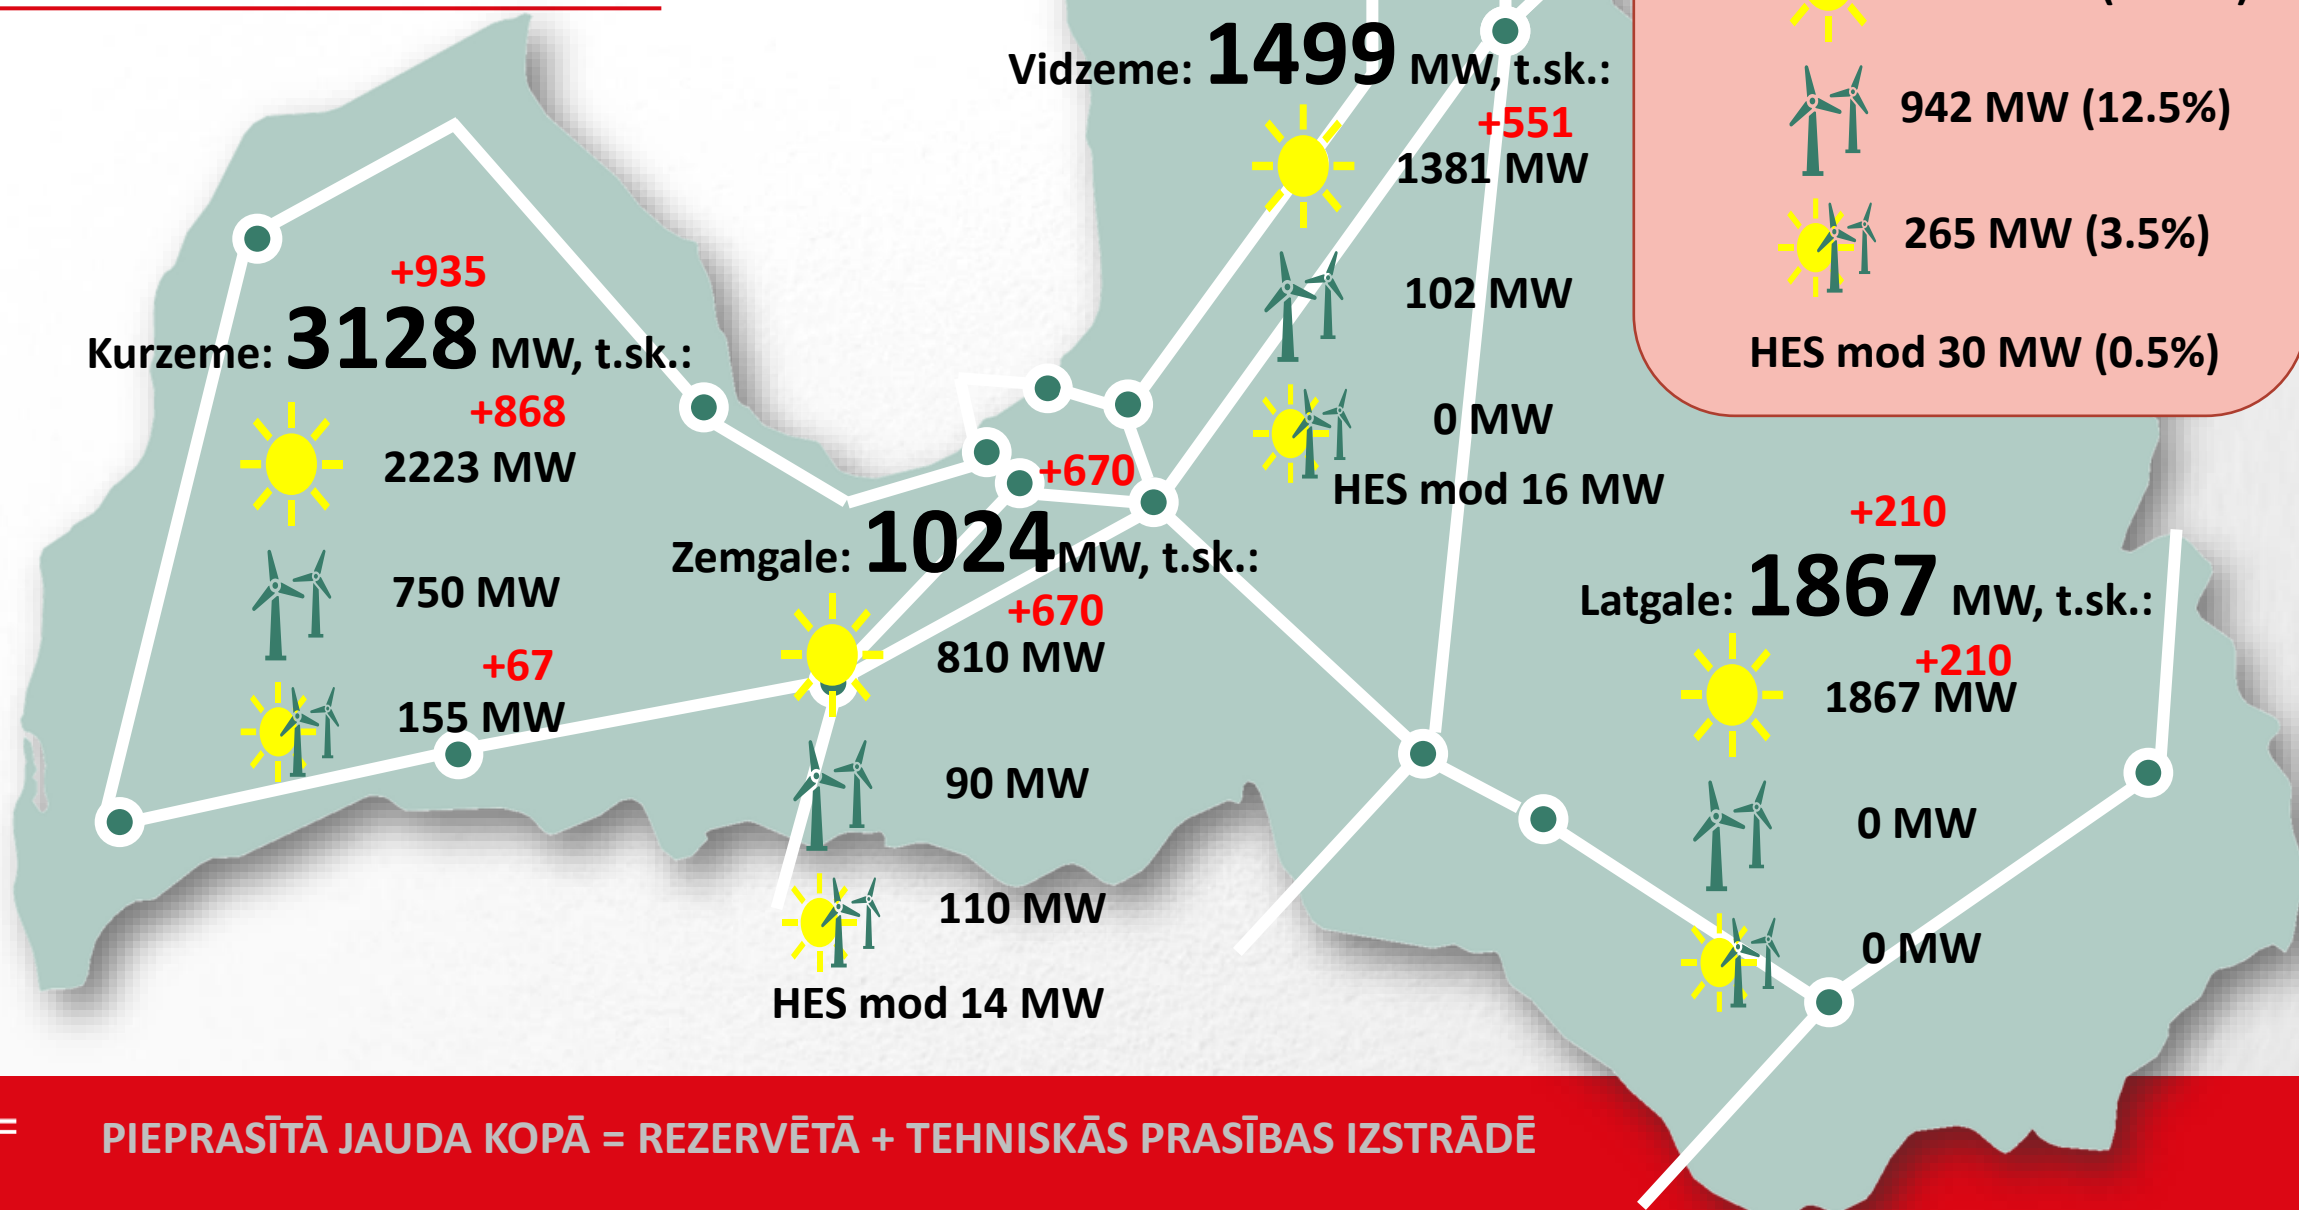 Vidzeme: 1499 MW, t.sk.:
+551
1381 MW
102 MW
0 MW
HES mod 16 MW
942 MW (12.5%)
265 MW (3.5%)
HES mod 30 MW (0.5%)
+935
Kurzeme: 3128 MW, t.sk.:
+868
2223 MW
750 MW
+67
155 MW
+670
Zemgale: 1024 MW, t.sk.:
+670
810 MW
90 MW
110 MW
HES mod 14 MW
+210
Latgale: 1867 MW, t.sk.:
+210
1867 MW
0 MW
0 MW
= PIEPRASĪTĀ JAUDA KOPĀ = REZERVĒTĀ + TEHNISKĀS PRASĪBAS IZSTRĀDĒ